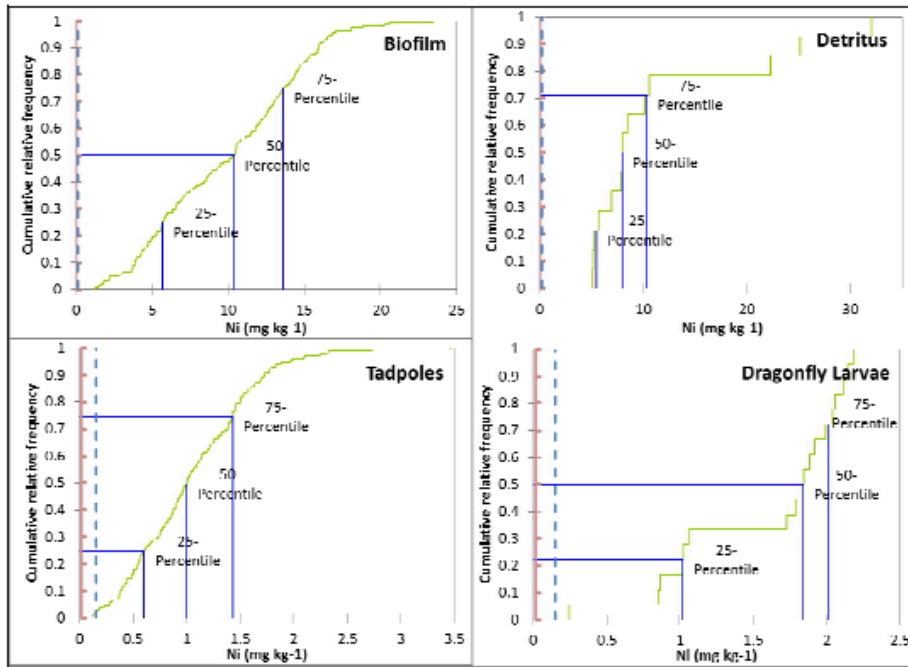 Biofilm
Cumulative relative frequency
1
0.9
0.8
0.7
0.6
0.5
0.4
0.3
0.2
0.1
0
75-
Percentile
50
Percentile
25-
Percentile
0 5 10 15 20 25
Ni (mg kg-1)
Detritus
Cumulative relative frequency
1
0.9
0.8
0.7
0.6
0.5
0.4
0.3
0.2
0.1
0
75-
Percentile
50-
Percentile
25
Percentile
0 10 20 30
Ni (mg kg-1)
Tadpoles
Cumulative relative frequency
1
0.9
0.8
0.7
0.6
0.5
0.4
0.3
0.2
0.1
0
75-
Percentile
50
Percentile
25-
Percentile
0 0.5 1 1.5 2 2.5 3 3.5
Ni (mg kg-1)
Dragonfly Larvae
Cumulative relative frequency
1
0.9
0.8
0.7
0.6
0.5
0.4
0.3
0.2
0.1
0
75-
Percentile
50-
Percentile
25-
Percentile
0 1 2 2.5
Ni (mg kg-1)